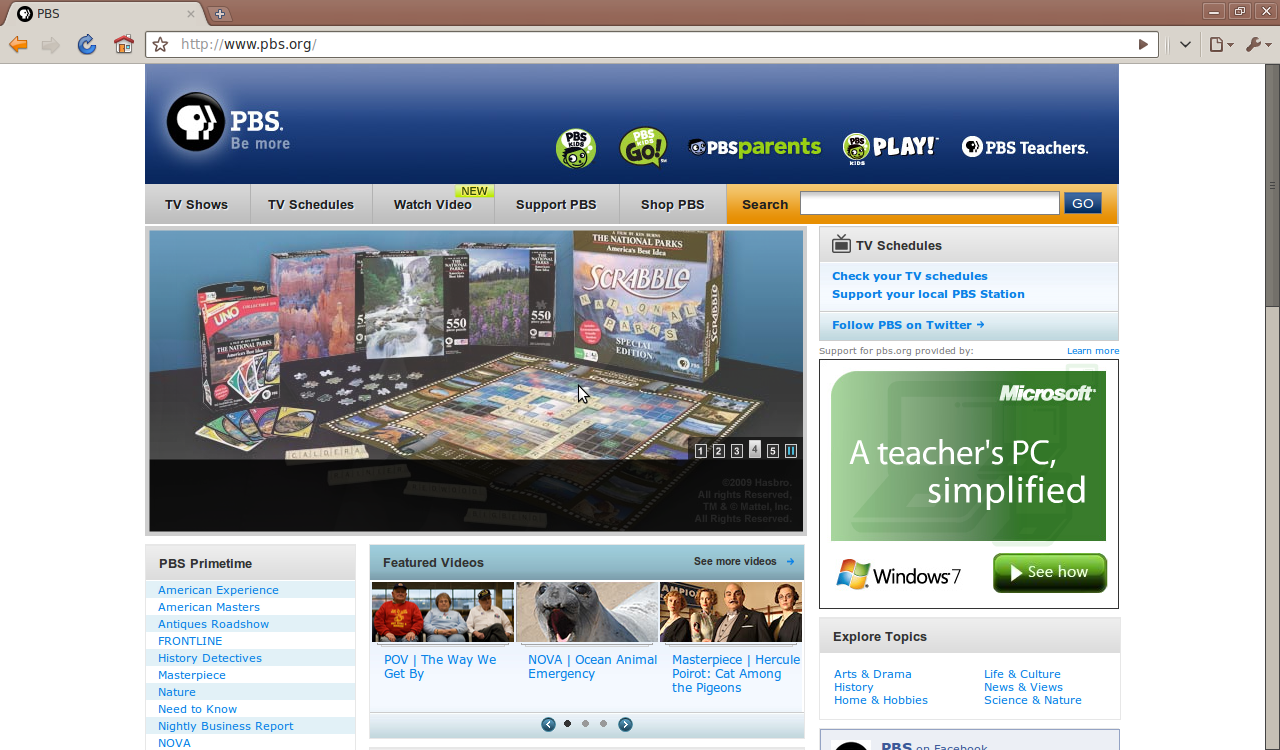 PBS
http://www.pbs.org/
PBS.
Be more
PBS KIDS
PBS KIDS GO!
PBSparents
PBS KIDS PLAY!
PBS Teachers.
TV Shows
TV Schedules
Watch Video
NEW
Support PBS
Shop PBS
Search
GO
A FILM BY KEN BURNS
THE NATIONAL PARKS
America's Best Idea
SCRABBLE
NATIONAL
PARKS
SPECIAL
EDITION
UNO
THE NATIONAL PARKS
America's Best Idea
550
550
CALDERA
1 2 3 4 5
©2009 Hasbro.
All rights Reserved.
TM & © Mattel, Inc.
All Rights Reserved.
TV Schedules
Check your TV schedules
Support your local PBS Station
Follow PBS on Twitter
Support for pbs.org provided by:
Learn more
Microsoft
A teacher's PC,
simplified
Windows 7
See how
PBS Primetime
American Experience
American Masters
Antiques Roadshow
FRONTLINE
History Detectives
Masterpiece
Nature
Need to Know
Nightly Business Report
NOVA
Featured Videos
See more videos
POV | The Way We
Get By
NOVA | Ocean Animal
Emergency
Masterpiece | Hercule
Poirot: Cat Among
the Pigeons
Explore Topics
Arts & Drama
History
Home & Hobbies
Life & Culture
News & Views
Science & Nature
PBS on Facebook